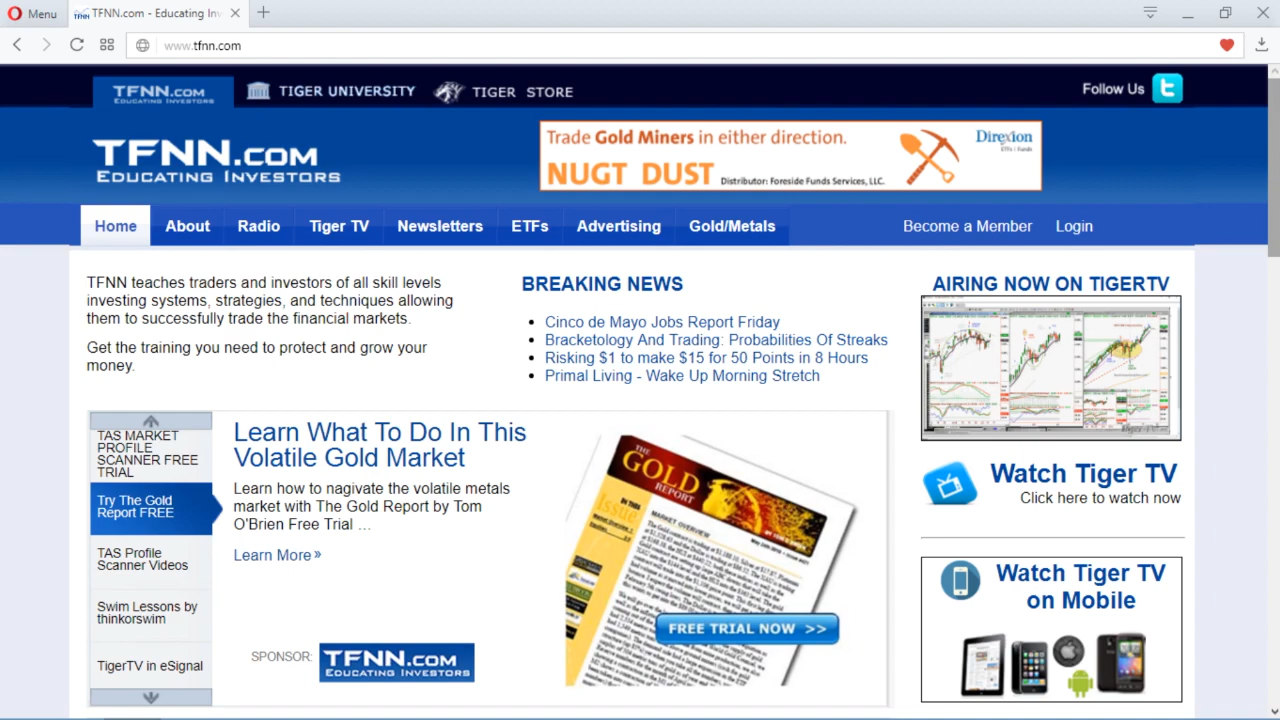 Menu
TFNN.com - Educating Inv
www.tfnn.com
TFNN.COM
EDUCATING INVESTORS
TIGER UNIVERSITY
TIGER STORE
Follow Us
TFNN.COM
EDUCATING INVESTORS
Trade Gold Miners in either direction.
NUGT DUST
Distributor: Foreside Funds Services, LLC.
Direxion
ETFs | Funds
Home
About
Radio
Tiger TV
Newsletters
ETFs
Advertising
Gold/Metals
Become a Member
Login
TFNN teaches traders and investors of all skill levels
investing systems, strategies, and techniques allowing
them to successfully trade the financial markets.
Get the training you need to protect and grow your
money.
BREAKING NEWS
Cinco de Mayo Jobs Report Friday
Bracketology And Trading: Probabilities Of Streaks
Risking $1 to make $15 for 50 Points in 8 Hours
Primal Living - Wake Up Morning Stretch
AIRING NOW ON TIGERTV
Tiger TV
Watch Tiger TV
Click here to watch now
Watch Tiger TV
on Mobile
TAS MARKET
PROFILE
SCANNER FREE
TRIAL
Try The Gold
Report FREE
TAS Profile
Scanner Videos
Swim Lessons by
thinkorswim
TigerTV in eSignal
Learn What To Do In This
Volatile Gold Market
Learn how to nagivate the volatile metals
market with The Gold Report by Tom
O'Brien Free Trial ...
Learn More »
SPONSOR:
TFNN.COM
EDUCATING INVESTORS
THE
GOLD
REPORT
Issue
IN THIS
MARKET OVERVIEW
FREE TRIAL NOW >>